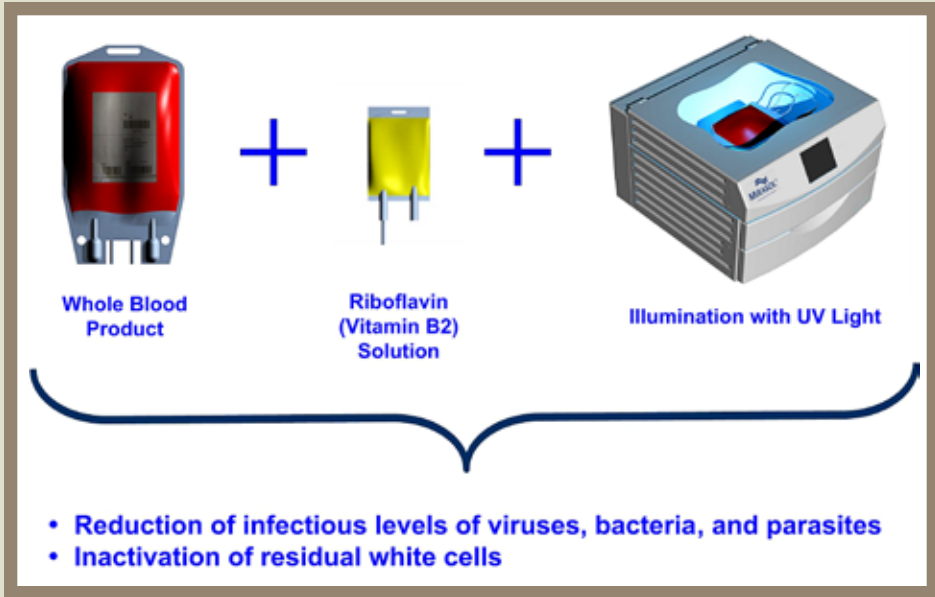 Whole Blood
Product
Riboflavin
(Vitamin B2)
Solution
Illumination with UV Light
• Reduction of infectious levels of viruses, bacteria, and parasites
• Inactivation of residual white cells